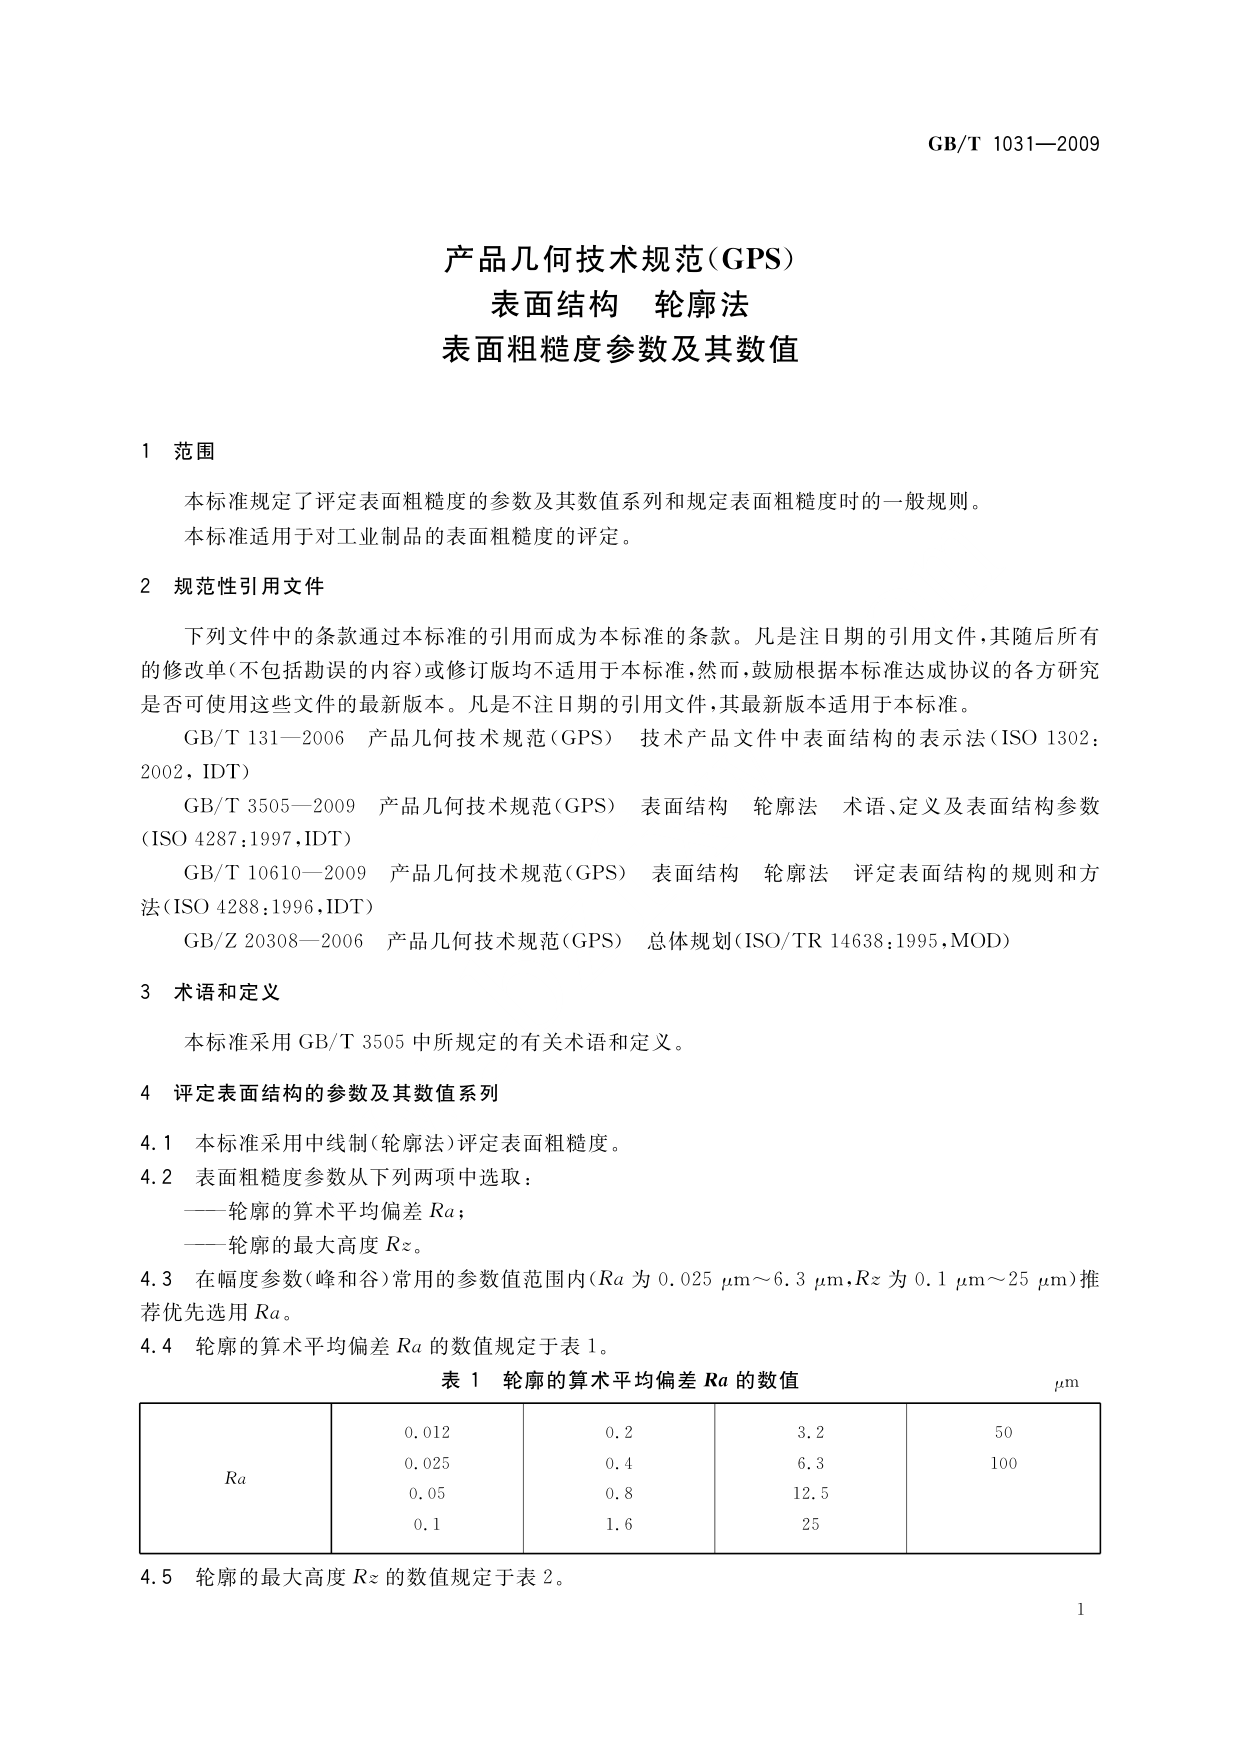 GB/T 1031—2009
产品几何技术规范(GPS)
表面结构　轮廓法
表面粗糙度参数及其数值
1　范围
本标准规定了评定表面粗糙度的参数及其数值系列和规定表面粗糙度时的一般规则。
本标准适用于对工业制品的表面粗糙度的评定。
2　规范性引用文件
下列文件中的条款通过本标准的引用而成为本标准的条款。凡是注日期的引用文件,其随后所有
的修改单(不包括勘误的内容)或修订版均不适用于本标准,然而,鼓励根据本标准达成协议的各方研究
是否可使用这些文件的最新版本。凡是不注日期的引用文件,其最新版本适用于本标准。
GB/T 131—2006　产品几何技术规范(GPS)　技术产品文件中表面结构的表示法(ISO 1302:
2002, IDT)
GB/T 3505—2009　产品几何技术规范(GPS)　表面结构　轮廓法　术语、定义及表面结构参数
(ISO 4287:1997,IDT)
GB/T 10610—2009　产品几何技术规范(GPS)　表面结构　轮廓法　评定表面结构的规则和方
法(ISO 4288:1996,IDT)
GB/Z 20308—2006　产品几何技术规范(GPS)　总体规划(ISO/TR 14638:1995,MOD)
3　术语和定义
本标准采用 GB/T 3505 中所规定的有关术语和定义。
4　评定表面结构的参数及其数值系列
4.1　本标准采用中线制(轮廓法)评定表面粗糙度。
4.2　表面粗糙度参数从下列两项中选取:
——轮廓的算术平均偏差 Ra;
——轮廓的最大高度 Rz。
4.3　在幅度参数(峰和谷)常用的参数值范围内(Ra 为 0.025 μm～6.3 μm,Rz 为 0.1 μm～25 μm)推
荐优先选用 Ra。
4.4　轮廓的算术平均偏差 Ra 的数值规定于表 1。
表 1　轮廓的算术平均偏差 Ra 的数值　μm
0.012　0.2　3.2　50
0.025　0.4　6.3　100
Ra
0.05　0.8　12.5
0.1　1.6　25
4.5　轮廓的最大高度 Rz 的数值规定于表 2。
1